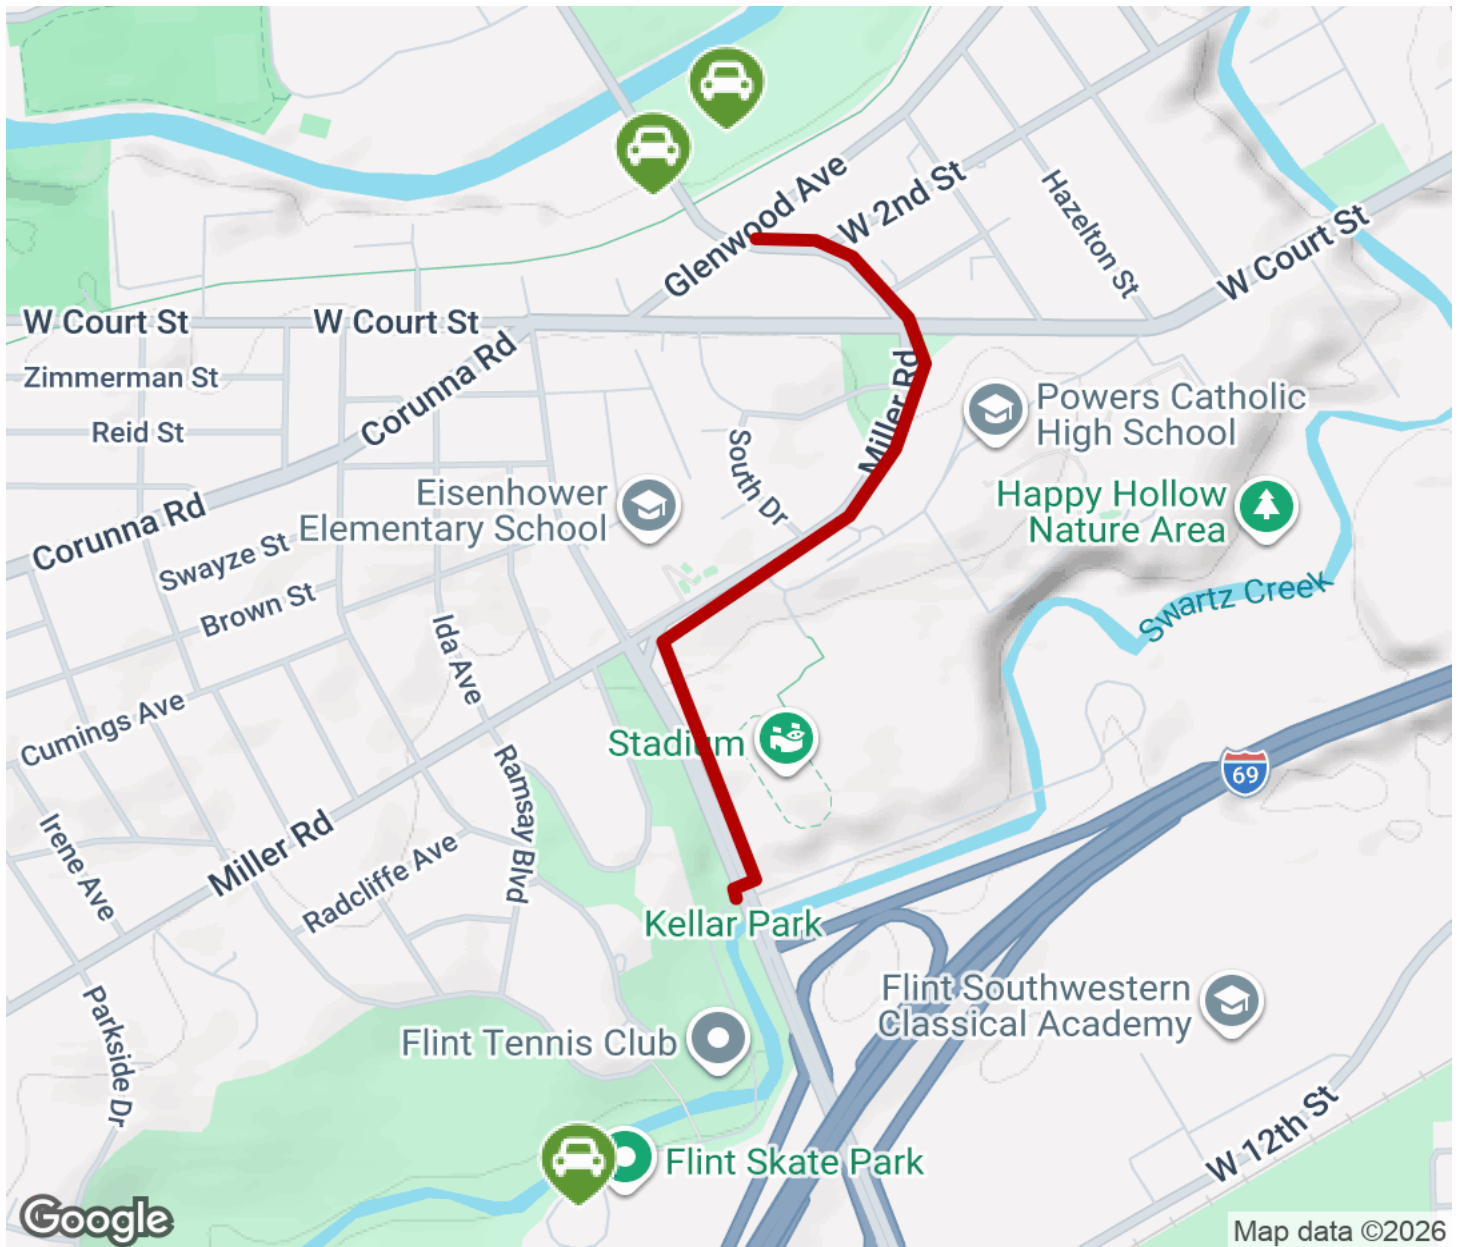 Glenwood Ave
W 2nd St
Hazelton St
W Court St
W Court St
W Court St
Zimmerman St
Corunna Rd
Reid St
Miller Rd
Powers Catholic
High School
South Dr
Eisenhower
Elementary School
Happy Hollow
Nature Area
Corunna Rd
Swayze St
Brown St
Swartz Creek
Ida Ave
Cumings Ave
Stadium
69
Ramsay Blvd
Irene Ave
Miller Rd
Radcliffe Ave
Kellar Park
Parkside Dr
Flint Southwestern
Classical Academy
Flint Tennis Club
W 12th St
Flint Skate Park
Google
Map data ©2026